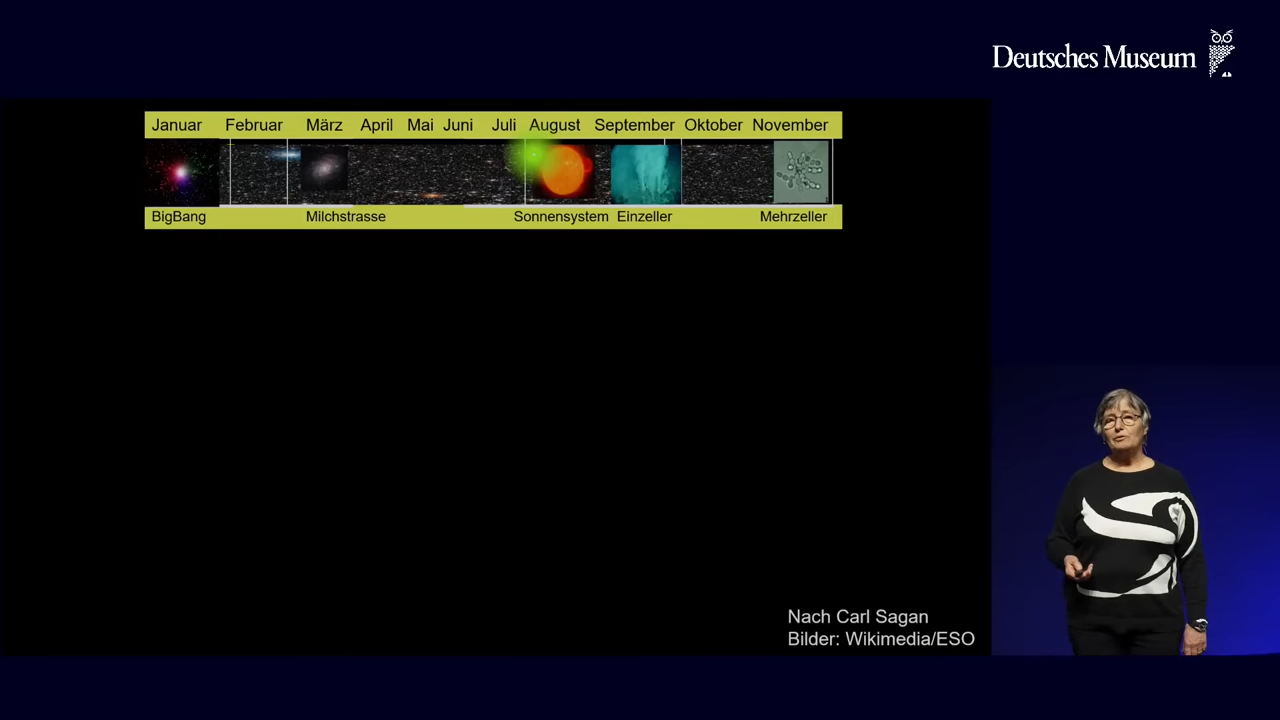 Deutsches Museum
Januar Februar März April Mai Juni Juli August September Oktober November
BigBang Milchstrasse Sonnensystem Einzeller Mehrzeller
Nach Carl Sagan
Bilder: Wikimedia/ESO